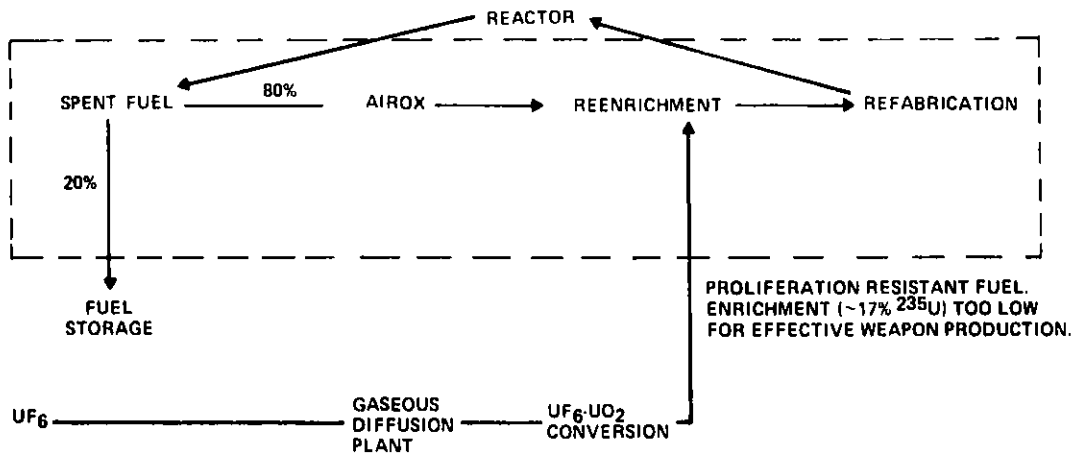 REACTOR
SPENT FUEL
80%
AIROX
REENRICHMENT
REFABRICATION
20%
FUEL
STORAGE
PROLIFERATION RESISTANT FUEL.
ENRICHMENT (~17% ²³⁵U) TOO LOW
FOR EFFECTIVE WEAPON PRODUCTION.
UF₆
GASEOUS
DIFFUSION
PLANT
UF₆-UO₂
CONVERSION